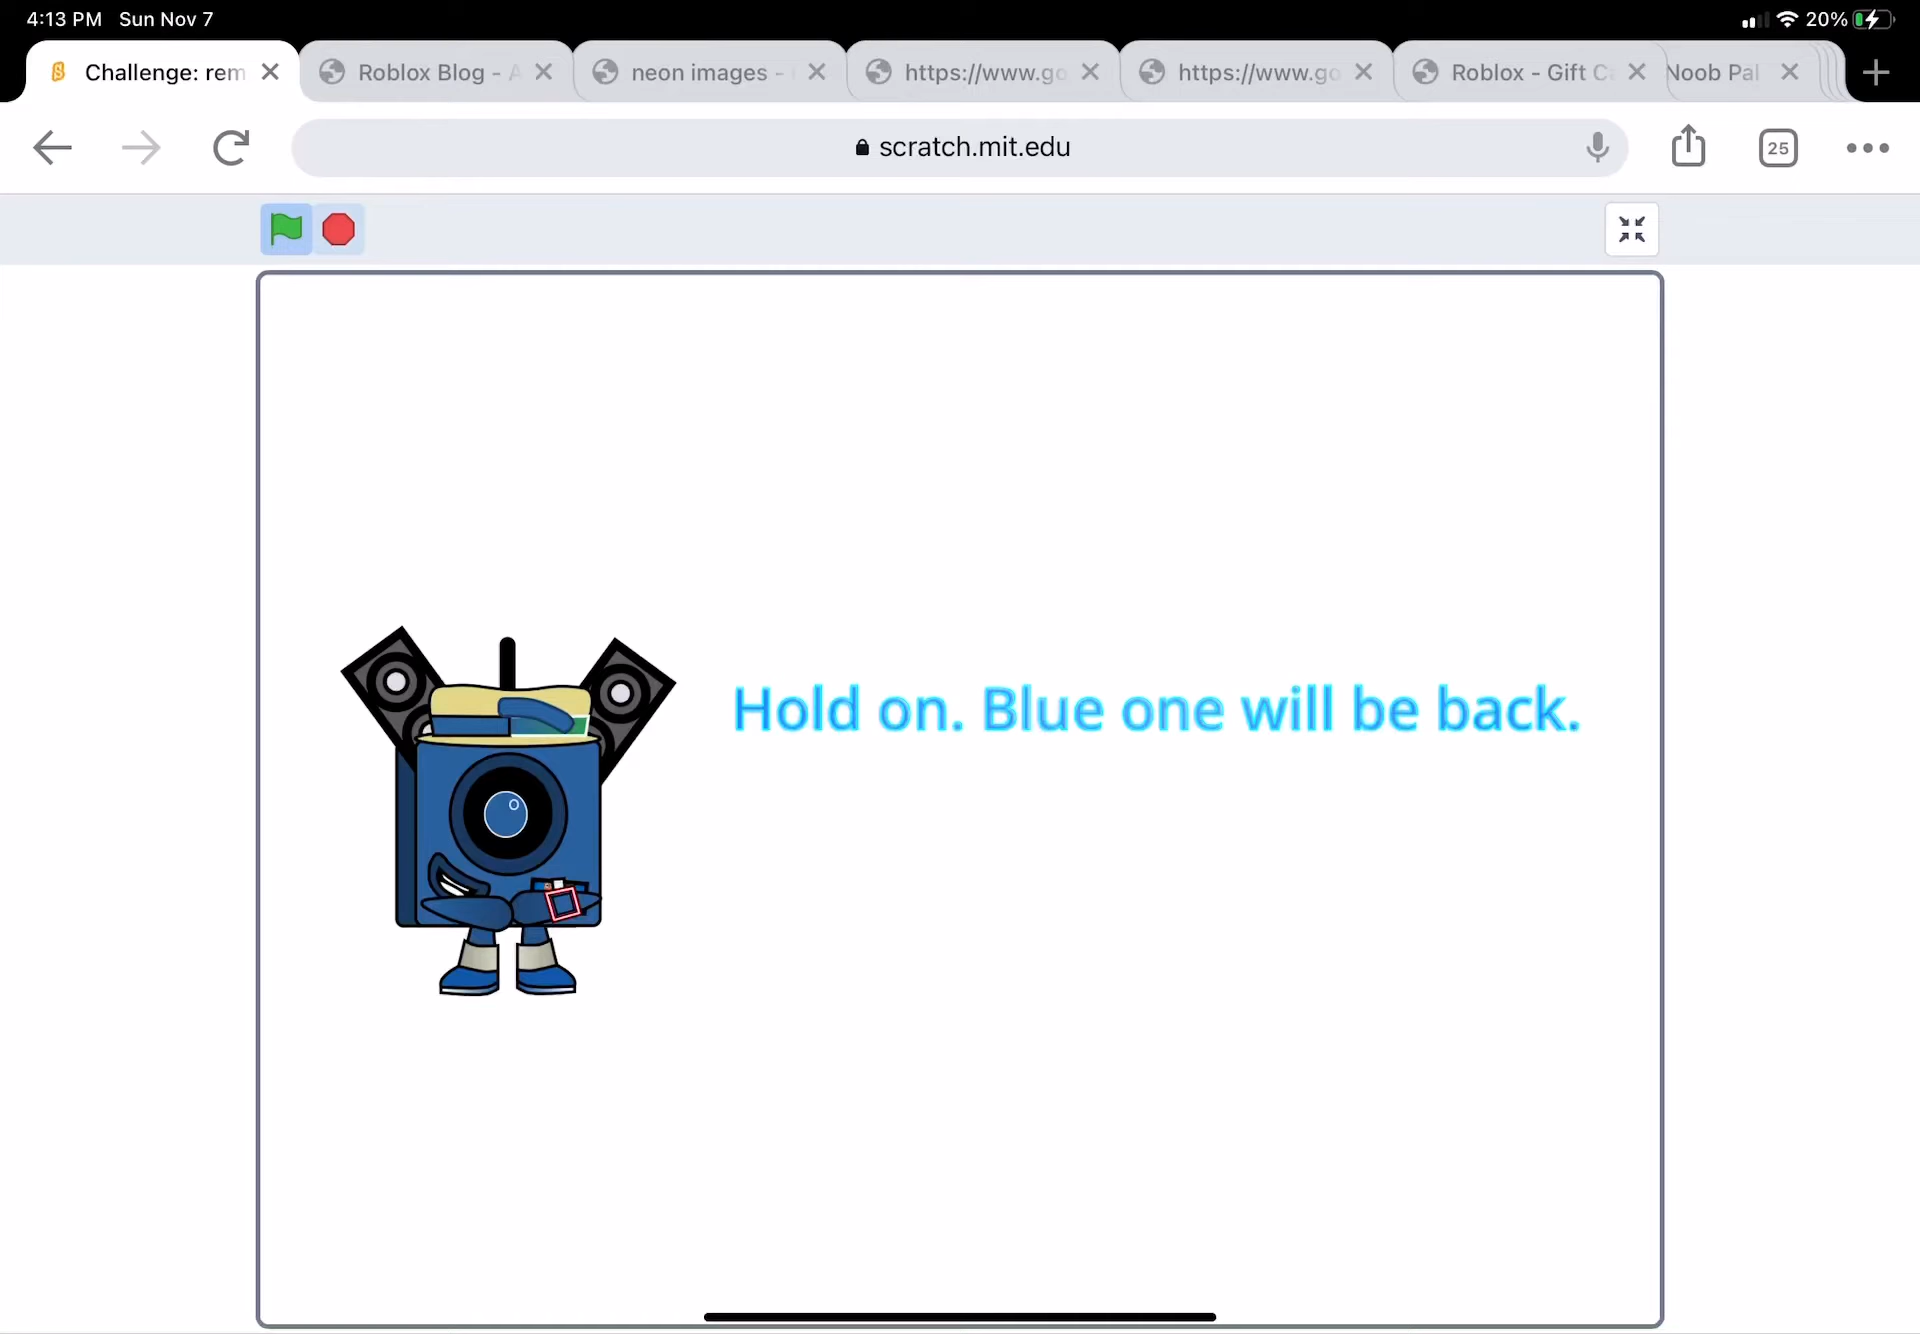 4:13 PM Sun Nov 7
20%
Challenge: rem
Roblox Blog - A
neon images -
https://www.go
https://www.go
Roblox - Gift Ca
Noob Pal
scratch.mit.edu
25
Hold on. Blue one will be back.